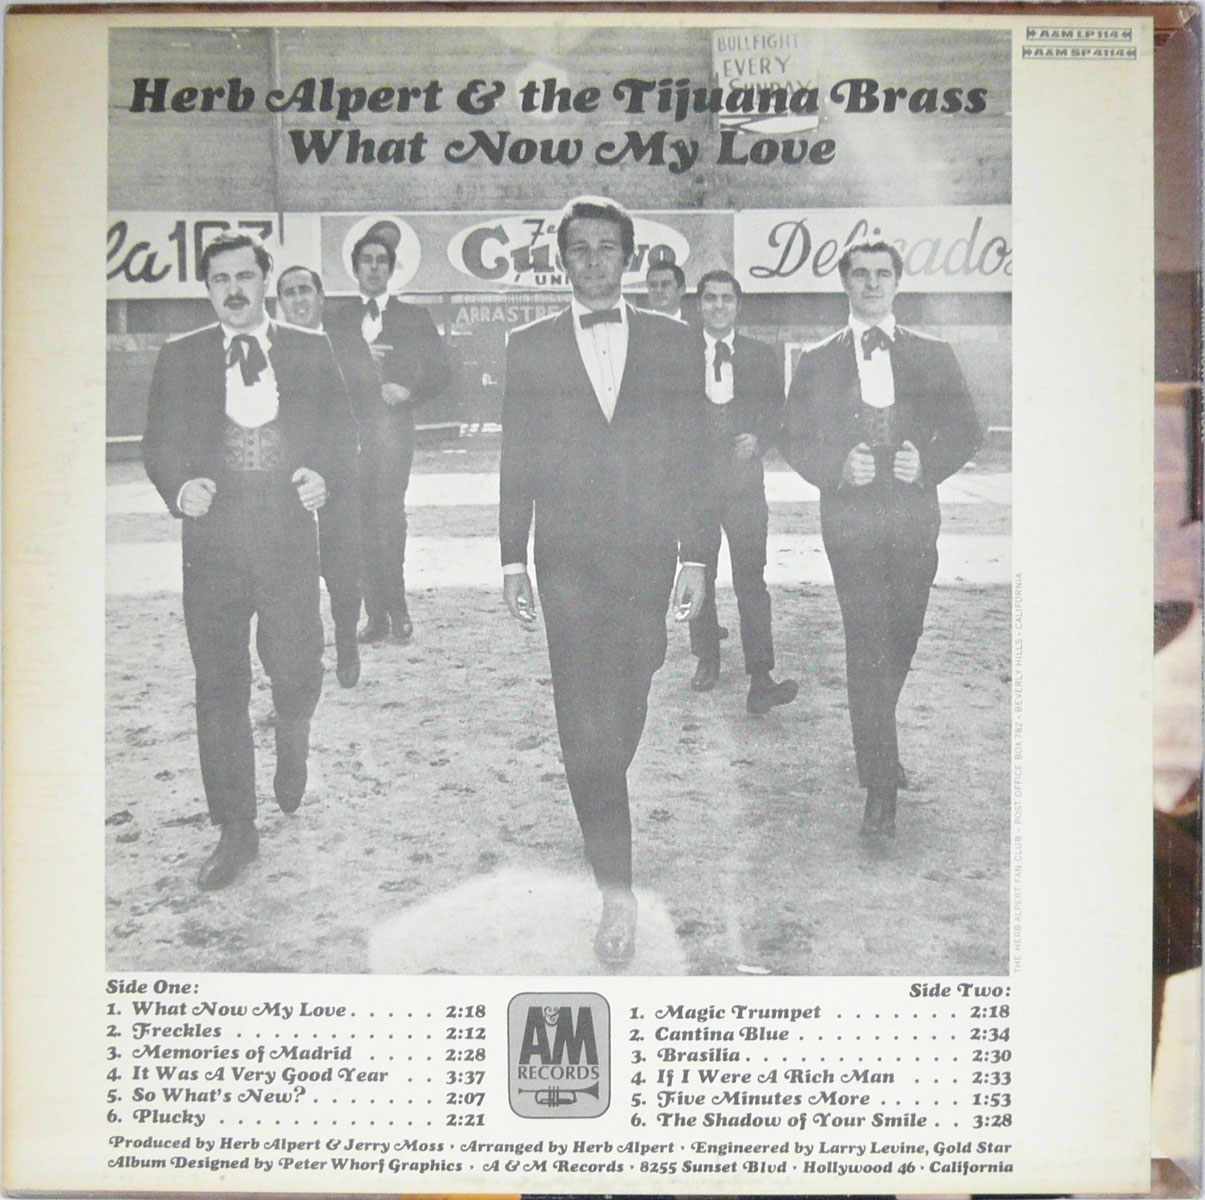 A&M LP 114
A&M SP 4114
BULLFIGHTS
EVERY
SUNDAY
Herb Alpert & the Tijuana Brass
What Now My Love
la 107
Cuervo
UNI
Delicados
ARRASTRE
THE HERB ALPERT FAN CLUB • POST OFFICE BOX 782 • BEVERLY HILLS • CALIFORNIA
Side One:
1. What Now My Love . . . . . 2:18
2. Freckles . . . . . . . . . . . 2:12
3. Memories of Madrid . . . . 2:28
4. It Was A Very Good Year . . 3:37
5. So What's New? . . . . . . . 2:07
6. Plucky . . . . . . . . . . . . 2:21
A&M
RECORDS
Side Two:
1. Magic Trumpet . . . . . . . 2:18
2. Cantina Blue . . . . . . . . . 2:34
3. Brasilia . . . . . . . . . . . . 2:30
4. If I Were A Rich Man . . . 2:33
5. Five Minutes More . . . . . 1:53
6. The Shadow of Your Smile . . 3:28
Produced by Herb Alpert & Jerry Moss • Arranged by Herb Alpert • Engineered by Larry Levine, Gold Star
Album Designed by Peter Whorf Graphics • A & M Records • 8255 Sunset Blvd • Hollywood 46 • California